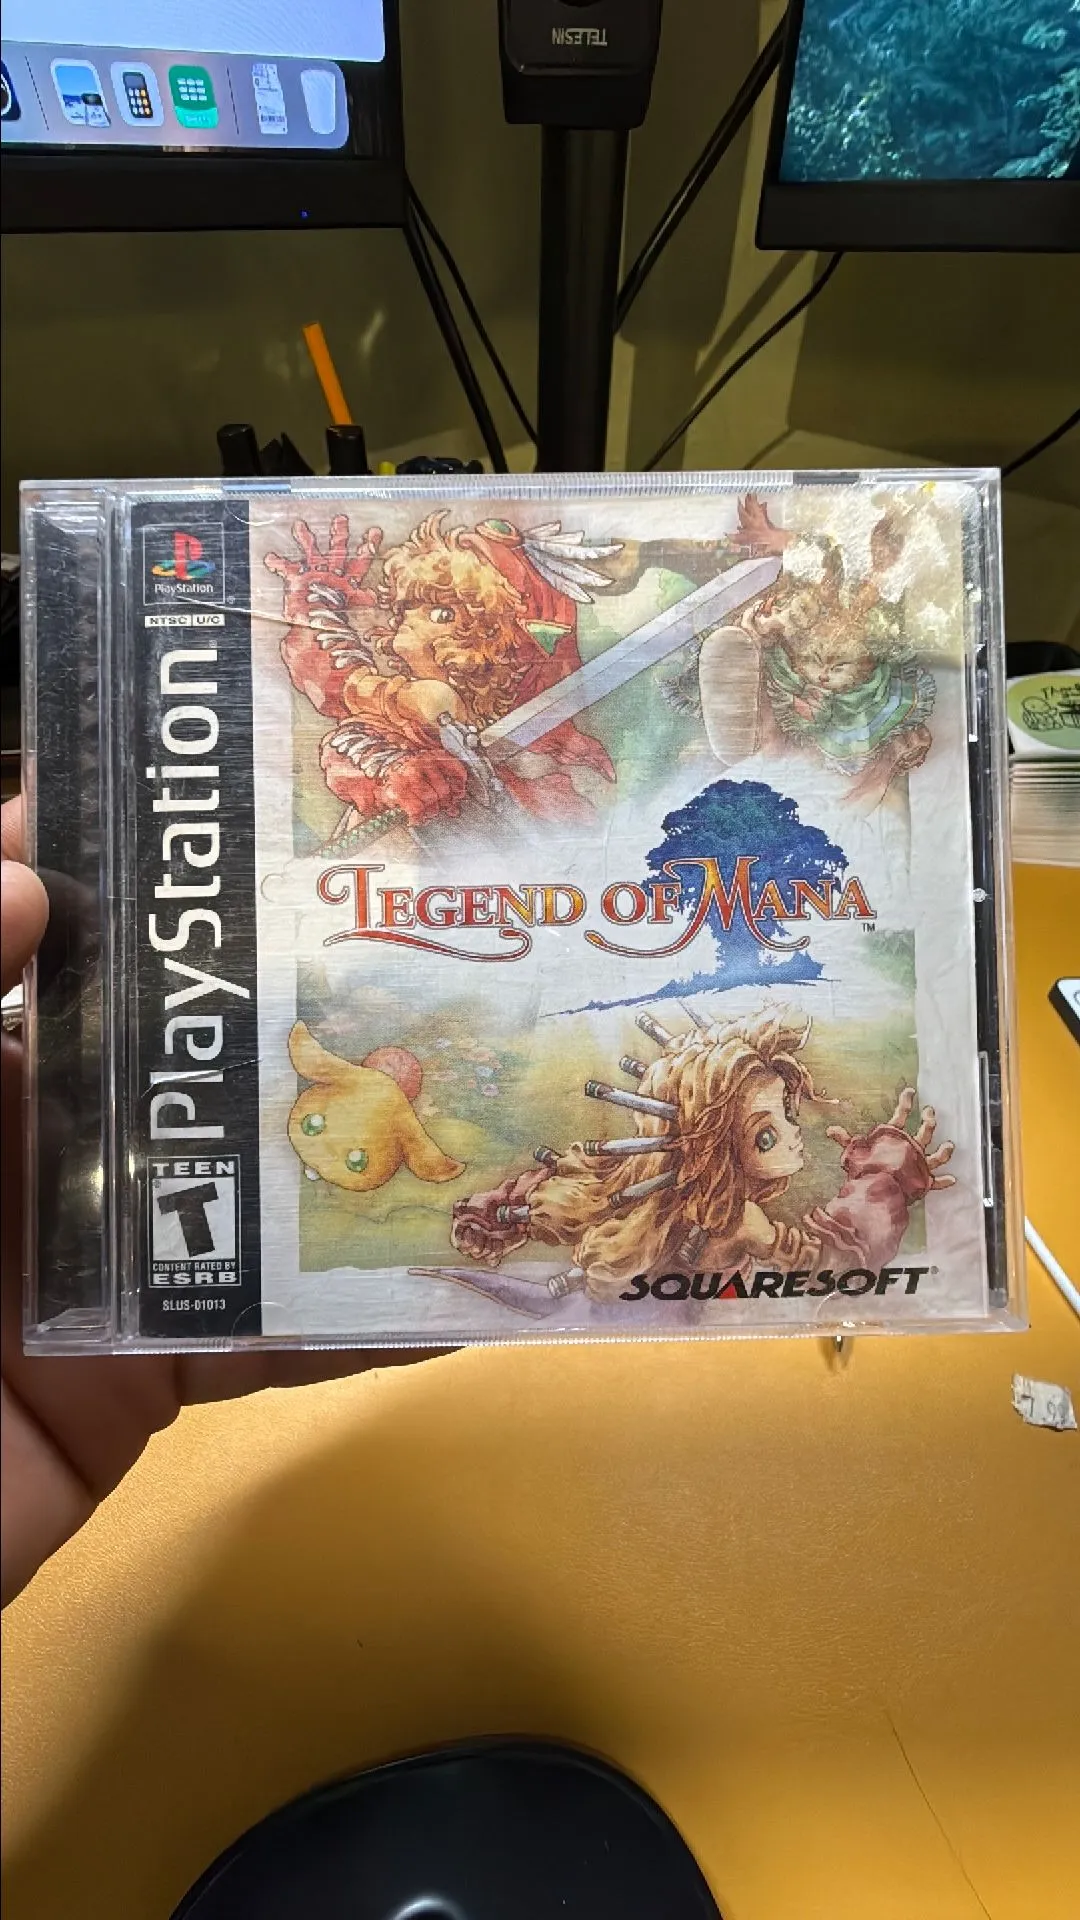 TELESIN
PlayStation
NTSC U/C
PlayStation
LEGEND OF MANA
TM
TEEN
T
CONTENT RATED BY
ESRB
SLUS-01013
SQUARESOFT®